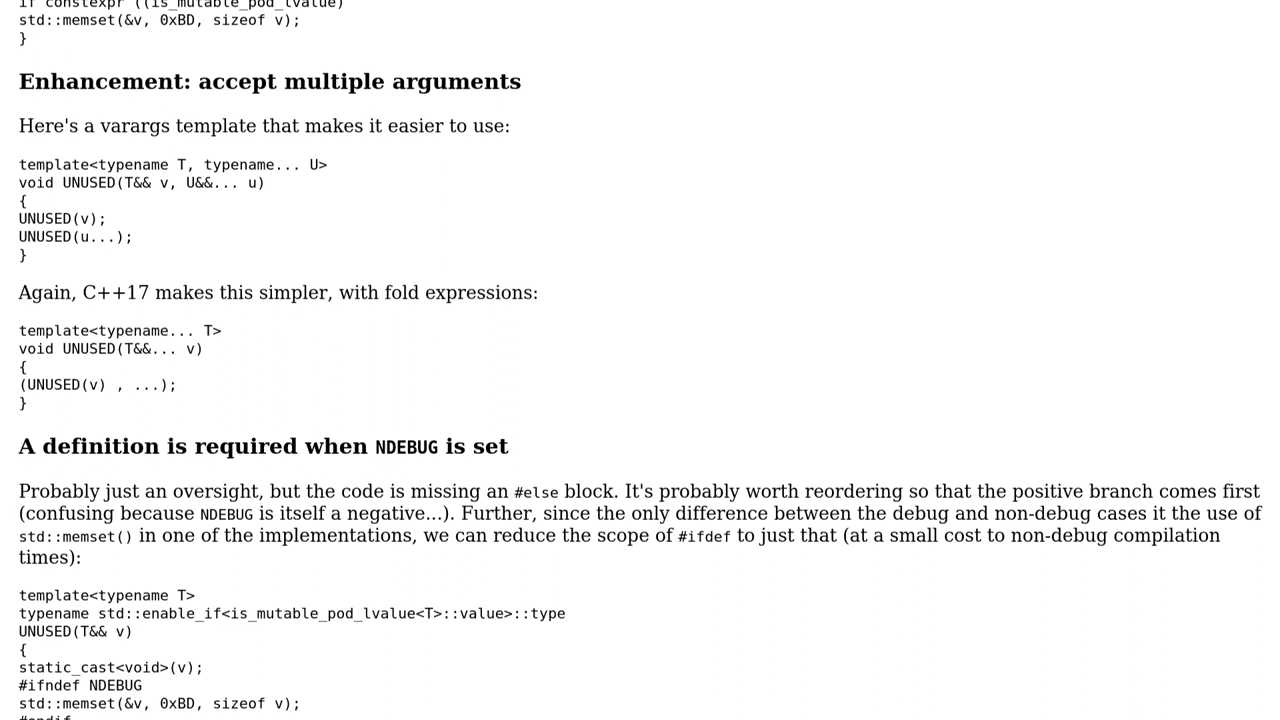 if constexpr ((is_mutable_pod_lvalue)
std::memset(&v, 0xBD, sizeof v);
}
Enhancement: accept multiple arguments
Here's a varargs template that makes it easier to use:
template<typename T, typename... U>
void UNUSED(T&& v, U&&... u)
{
UNUSED(v);
UNUSED(u...);
}
Again, C++17 makes this simpler, with fold expressions:
template<typename... T>
void UNUSED(T&&... v)
{
(UNUSED(v) , ...);
}
A definition is required when NDEBUG is set
Probably just an oversight, but the code is missing an #else block. It's probably worth reordering so that the positive branch comes first
(confusing because NDEBUG is itself a negative...). Further, since the only difference between the debug and non-debug cases it the use of
std::memset() in one of the implementations, we can reduce the scope of #ifdef to just that (at a small cost to non-debug compilation
times):
template<typename T>
typename std::enable_if<is_mutable_pod_lvalue<T>::value>::type
UNUSED(T&& v)
{
static_cast<void>(v);
#ifndef NDEBUG
std::memset(&v, 0xBD, sizeof v);
#endif